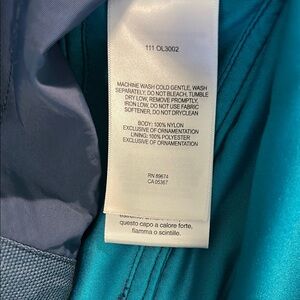 111 OL3002
MACHINE WASH COLD GENTLE, WASH
SEPARATELY, DO NOT BLEACH, TUMBLE
DRY LOW, REMOVE PROMPTLY,
IRON LOW, DO NOT USE FABRIC
SOFTENER, DO NOT DRYCLEAN
BODY: 100% NYLON
EXCLUSIVE OF ORNAMENTATION
LINING: 100% POLYESTER
EXCLUSIVE OF ORNAMENTATION
RN 89674
CA 05367
questo capo a calore forte,
fiamma o scintille.